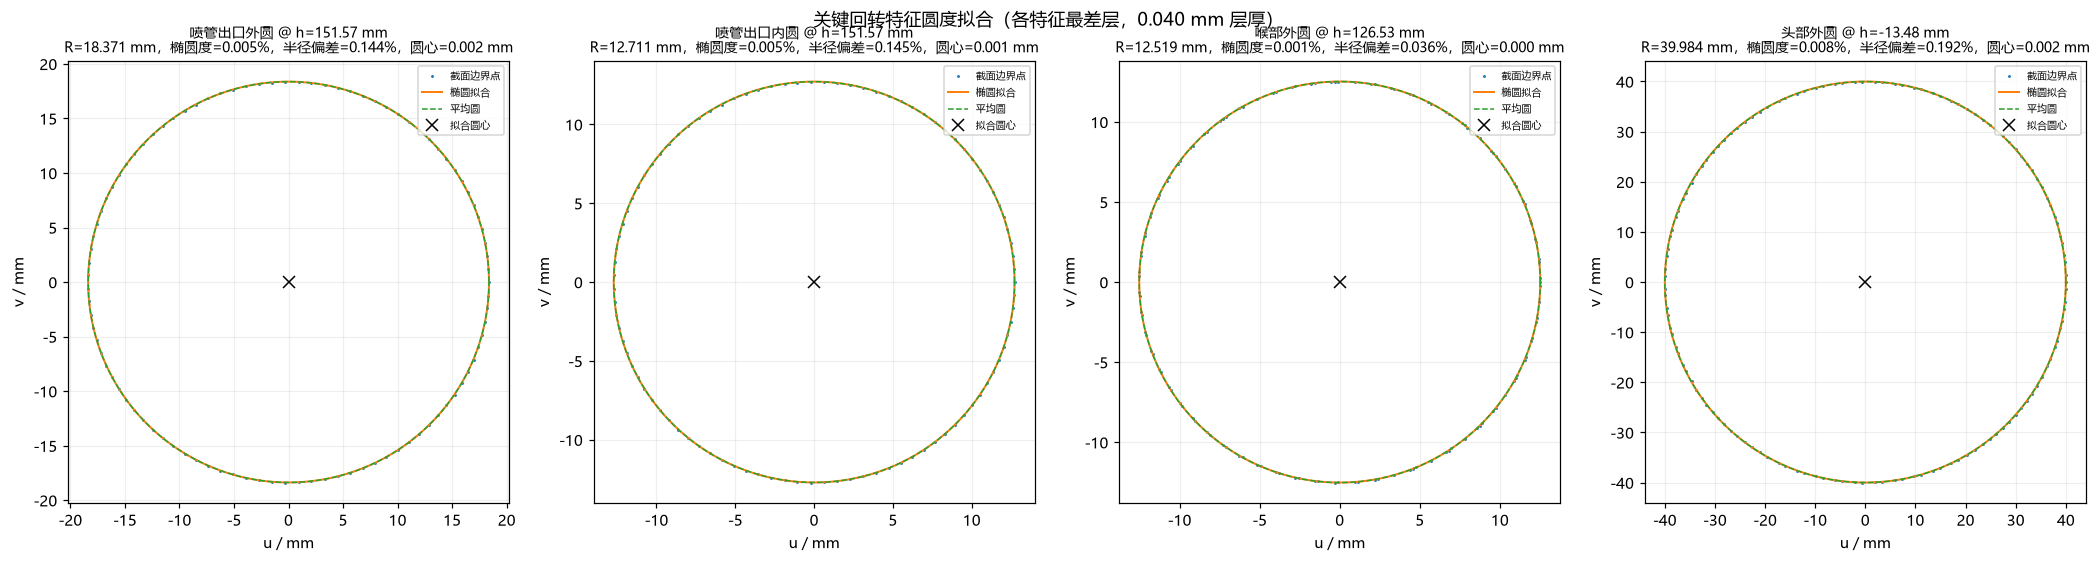 关键回转特征圆度拟合（各特征最差层，0.040 mm 层厚）
喷管出口外圆 @ h=151.57 mm
R=18.371 mm，椭圆度=0.005%，半径偏差=0.144%，圆心=0.002 mm
截面边界点
椭圆拟合
平均圆
拟合圆心
20
15
10
5
0
-5
-10
-15
-20
v / mm
-20 -15 -10 -5 0 5 10 15 20
u / mm
喷管出口内圆 @ h=151.57 mm
R=12.711 mm，椭圆度=0.005%，半径偏差=0.145%，圆心=0.001 mm
截面边界点
椭圆拟合
平均圆
拟合圆心
10
5
0
-5
-10
v / mm
-10 -5 0 5 10
u / mm
喉部外圆 @ h=126.53 mm
R=12.519 mm，椭圆度=0.001%，半径偏差=0.036%，圆心=0.000 mm
截面边界点
椭圆拟合
平均圆
拟合圆心
10
5
0
-5
-10
v / mm
-10 -5 0 5 10
u / mm
头部外圆 @ h=-13.48 mm
R=39.984 mm，椭圆度=0.008%，半径偏差=0.192%，圆心=0.002 mm
截面边界点
椭圆拟合
平均圆
拟合圆心
40
30
20
10
0
-10
-20
-30
-40
v / mm
-40 -30 -20 -10 0 10 20 30 40
u / mm